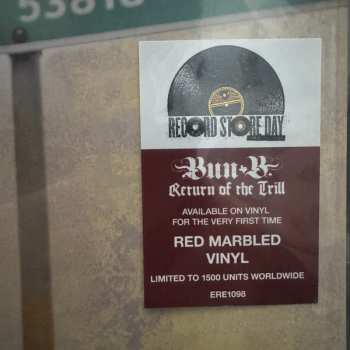 53818
RECORD STORE DAY
Bun-B.
Return of the Trill
AVAILABLE ON VINYL
FOR THE VERY FIRST TIME
RED MARBLED
VINYL
LIMITED TO 1500 UNITS WORLDWIDE
ERE1098